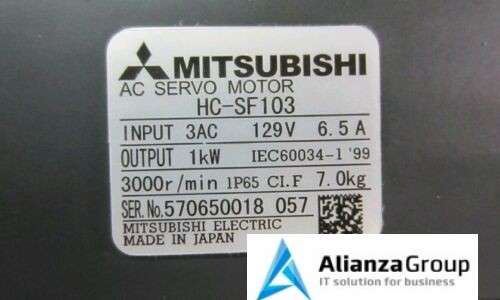 MITSUBISHI
AC SERVO MOTOR
HC-SF103
INPUT 3AC 129V 6.5A
OUTPUT 1kW IEC60034-1 '99
3000r/min IP65 CI.F 7.0kg
SER.No.570650018 057
MITSUBISHI ELECTRIC
MADE IN JAPAN
AlianzaGroup
IT solution for business